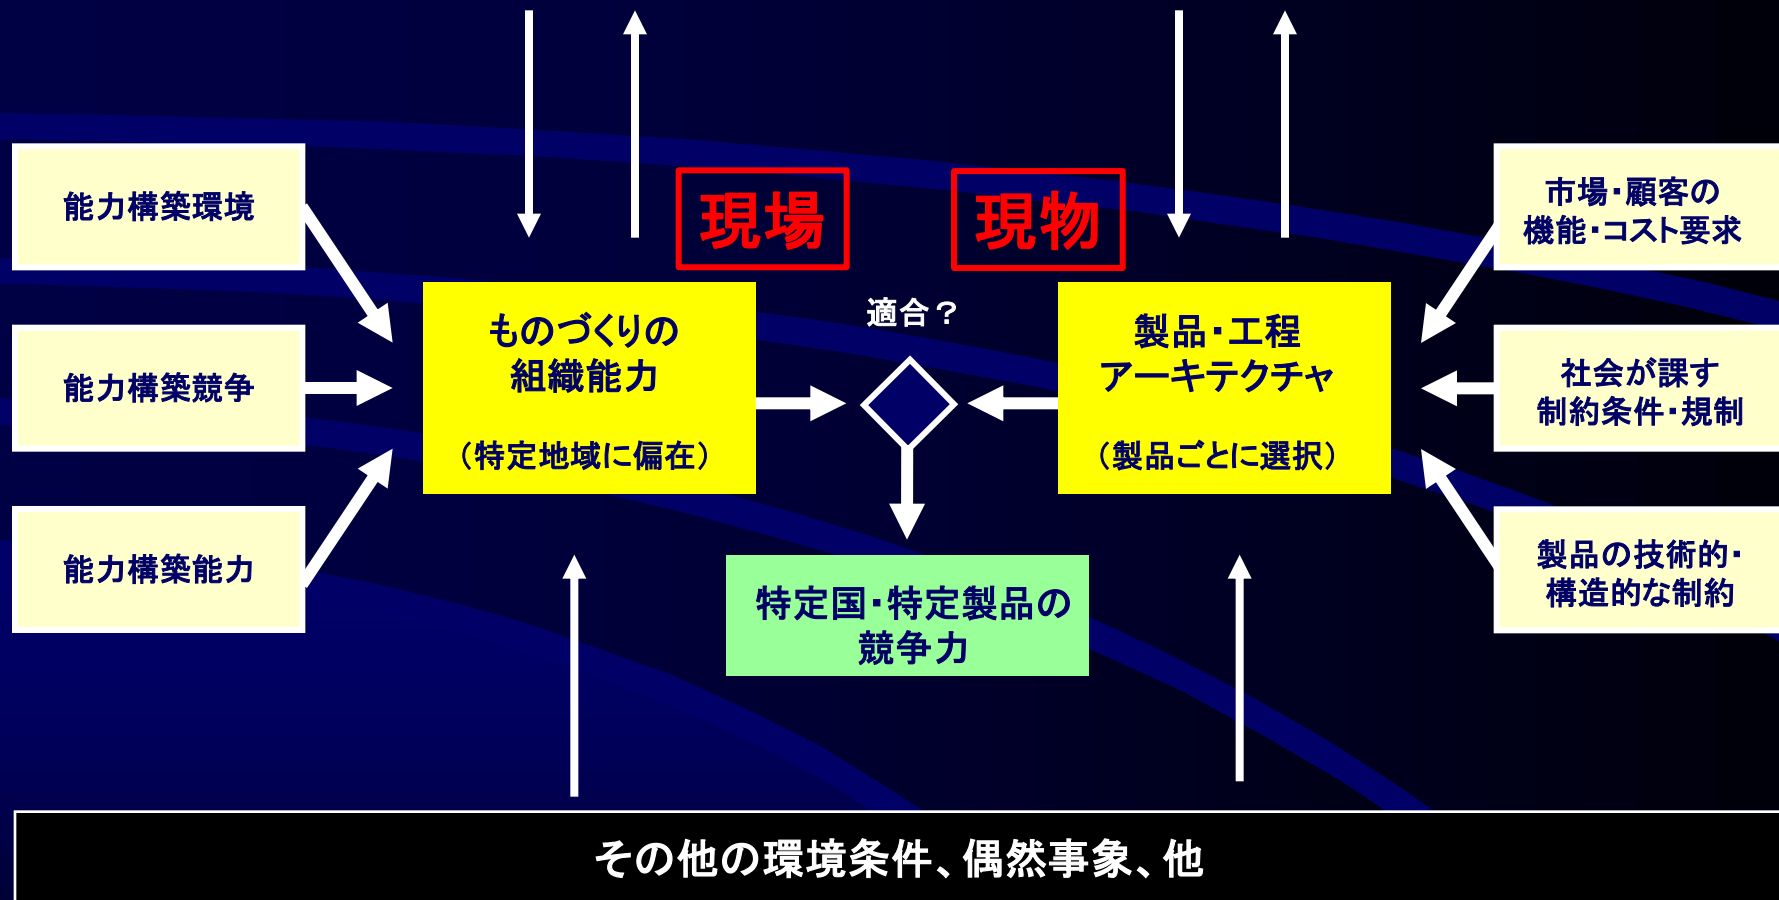 現場
現物
能力構築環境
市場・顧客の
機能・コスト要求
適合？
ものづくりの
組織能力
（特定地域に偏在）
製品・工程
アーキテクチャ
（製品ごとに選択）
能力構築競争
社会が課す
制約条件・規制
能力構築能力
製品の技術的・
構造的な制約
特定国・特定製品の
競争力
その他の環境条件、偶然事象、他